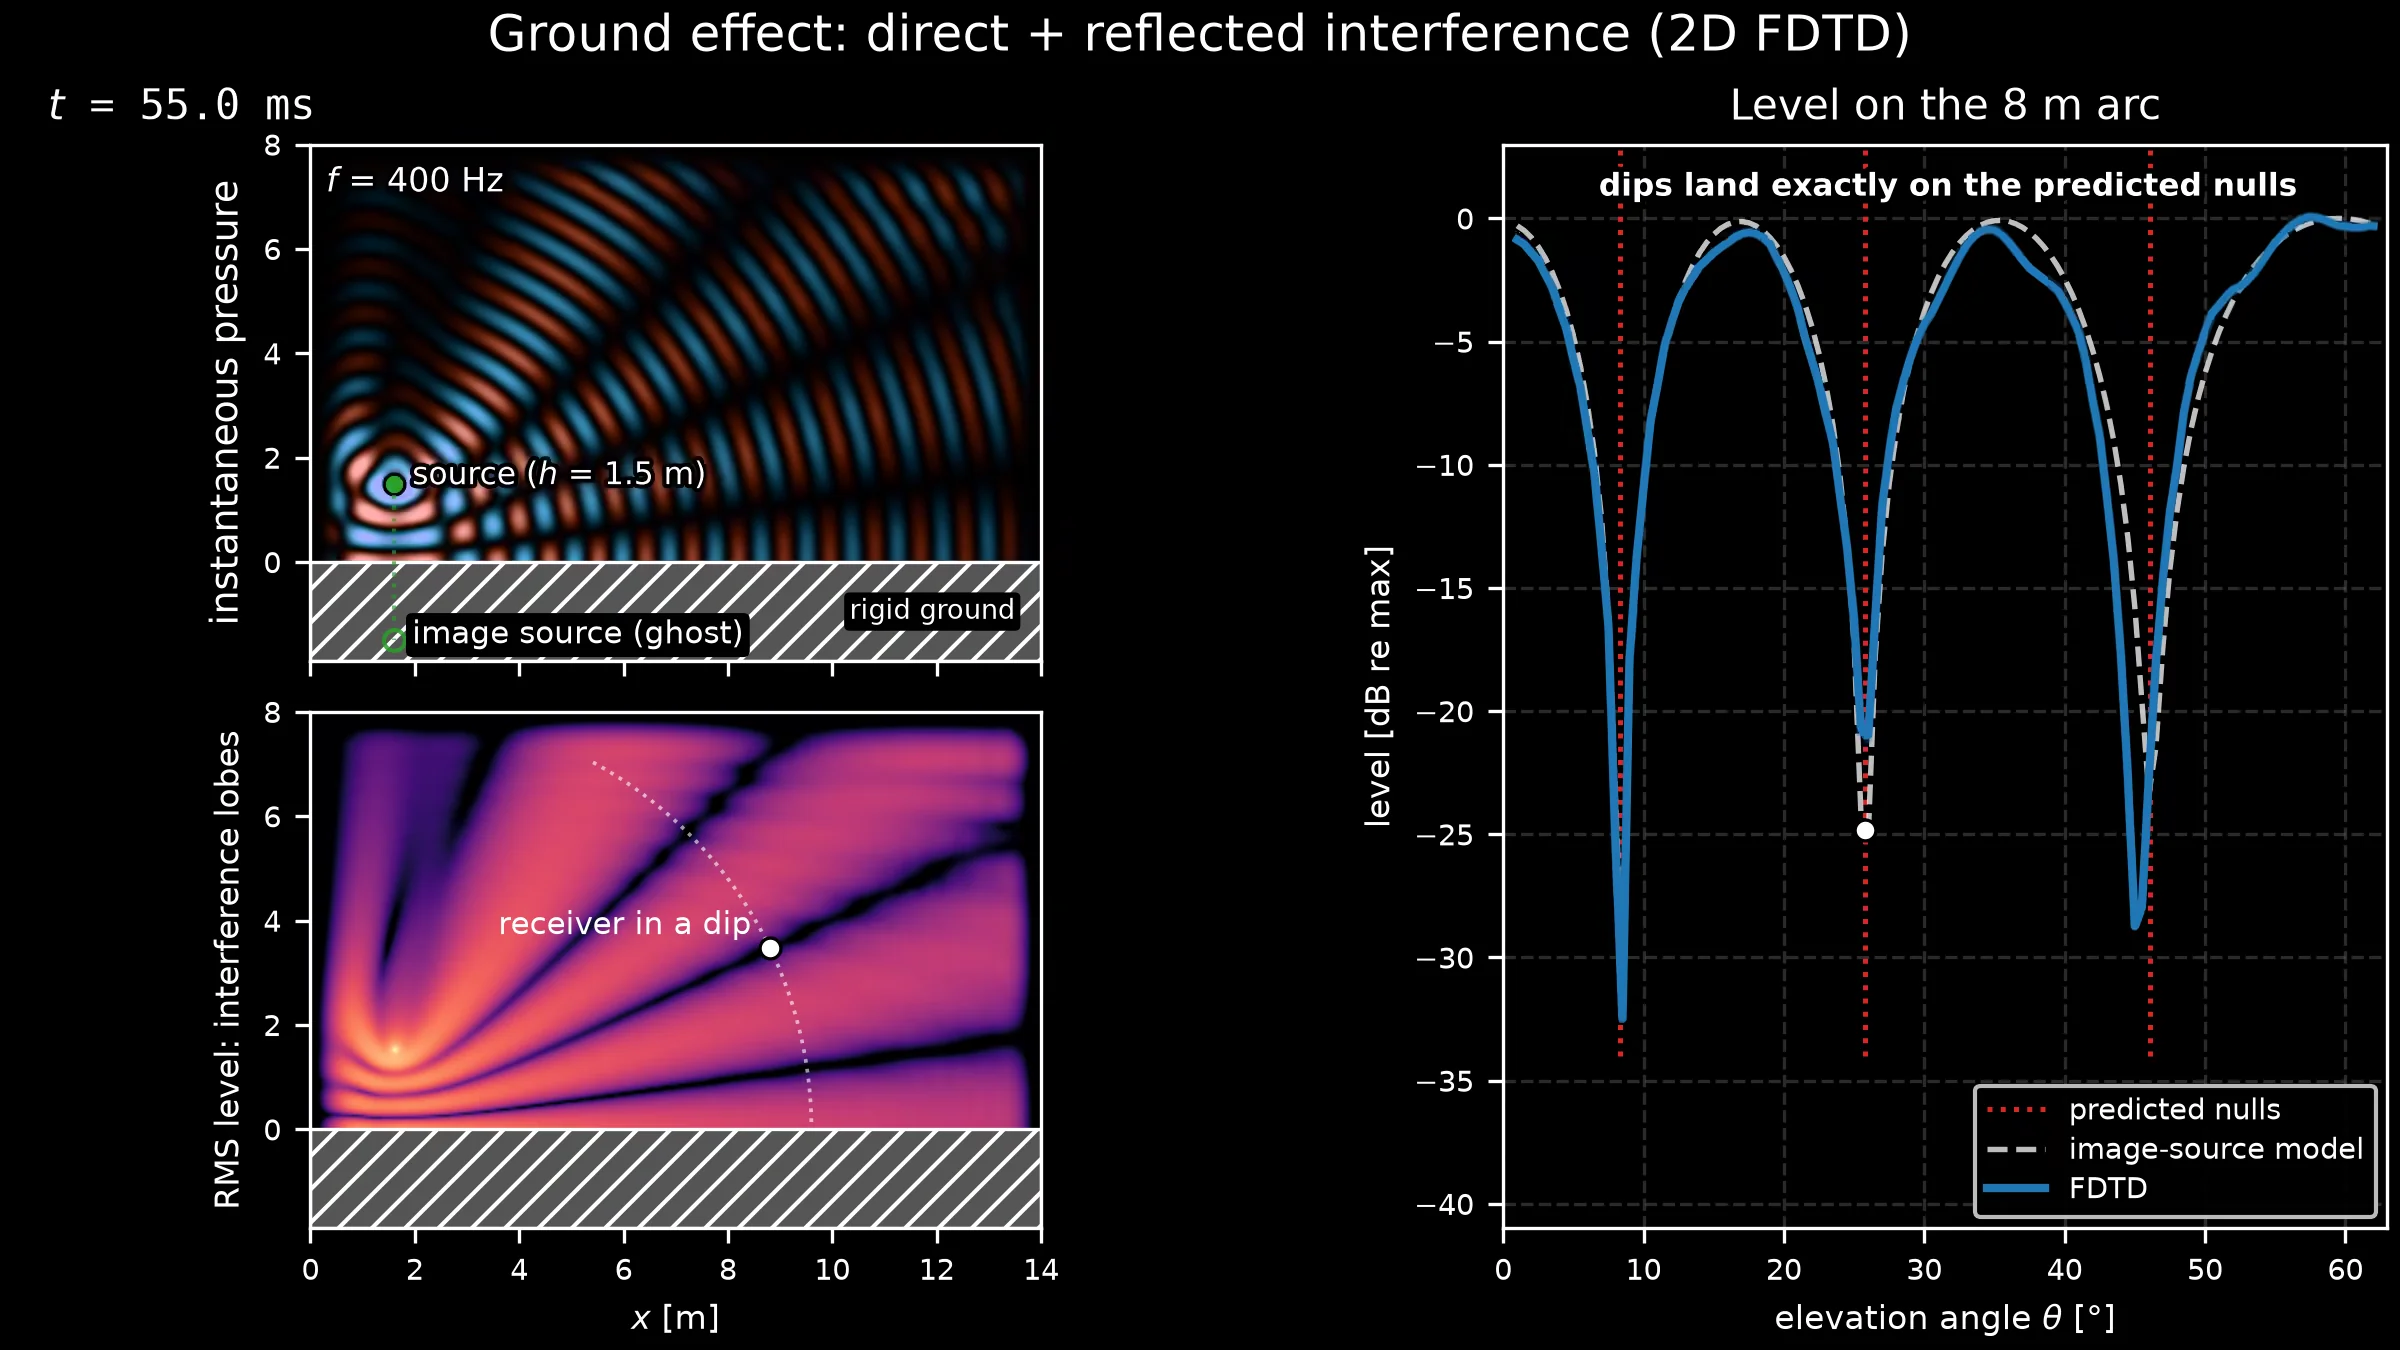 Ground effect: direct + reflected interference (2D FDTD)
t = 55.0 ms
instantaneous pressure
8
6
4
2
0
f = 400 Hz
source (h = 1.5 m)
rigid ground
image source (ghost)
RMS level: interference lobes
8
6
4
2
0
receiver in a dip
0 2 4 6 8 10 12 14
x [m]
Level on the 8 m arc
dips land exactly on the predicted nulls
level [dB re max]
0
−5
−10
−15
−20
−25
−30
−35
−40
predicted nulls
image-source model
FDTD
0 10 20 30 40 50 60
elevation angle θ [°]